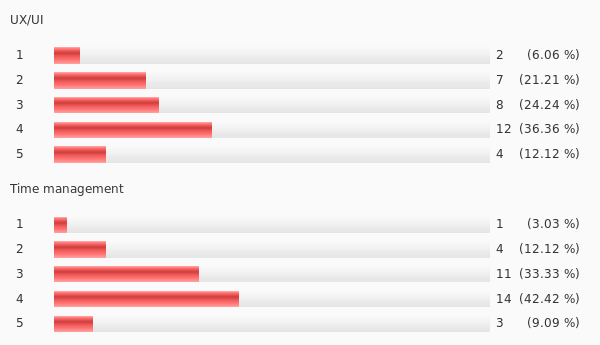 UX/UI
1 2 (6.06 %)
2 7 (21.21 %)
3 8 (24.24 %)
4 12 (36.36 %)
5 4 (12.12 %)
Time management
1 1 (3.03 %)
2 4 (12.12 %)
3 11 (33.33 %)
4 14 (42.42 %)
5 3 (9.09 %)